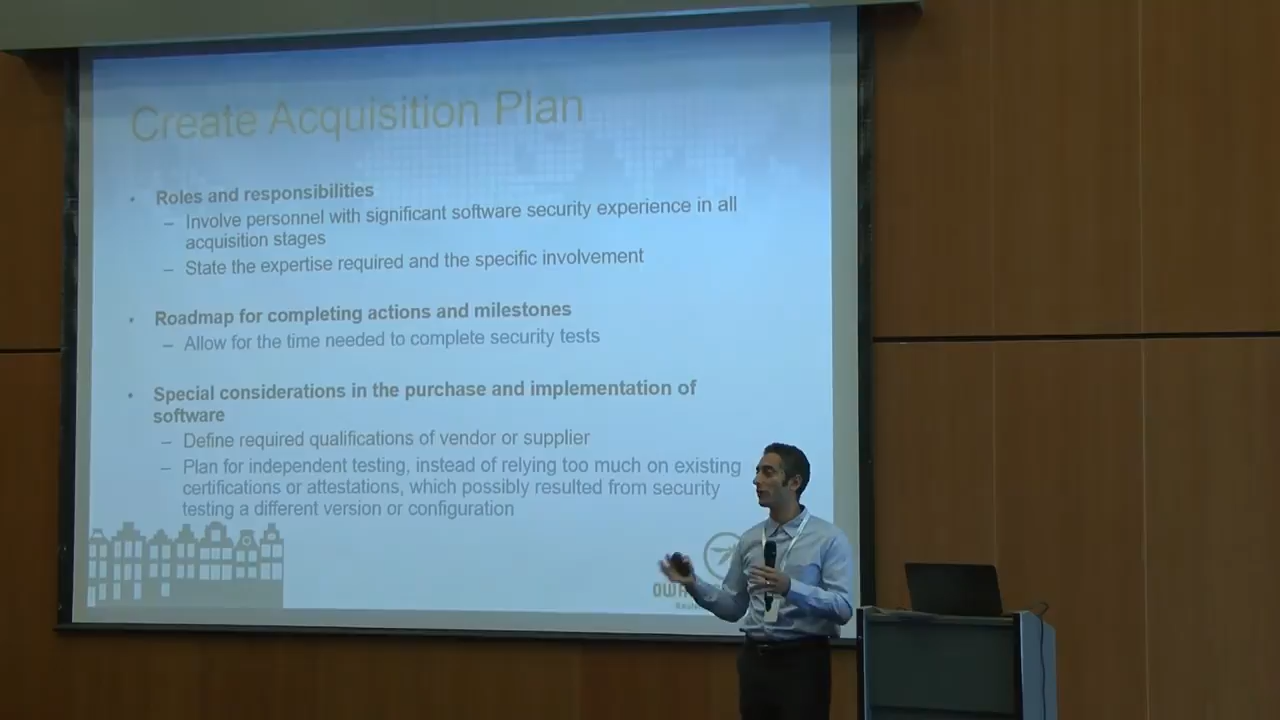 Create Acquisition Plan
• Roles and responsibilities
– Involve personnel with significant software security experience in all
acquisition stages
– State the expertise required and the specific involvement
• Roadmap for completing actions and milestones
– Allow for the time needed to complete security tests
• Special considerations in the purchase and implementation of
software
– Define required qualifications of vendor or supplier
– Plan for independent testing, instead of relying too much on existing
certifications or attestations, which possibly resulted from security
testing a different version or configuration